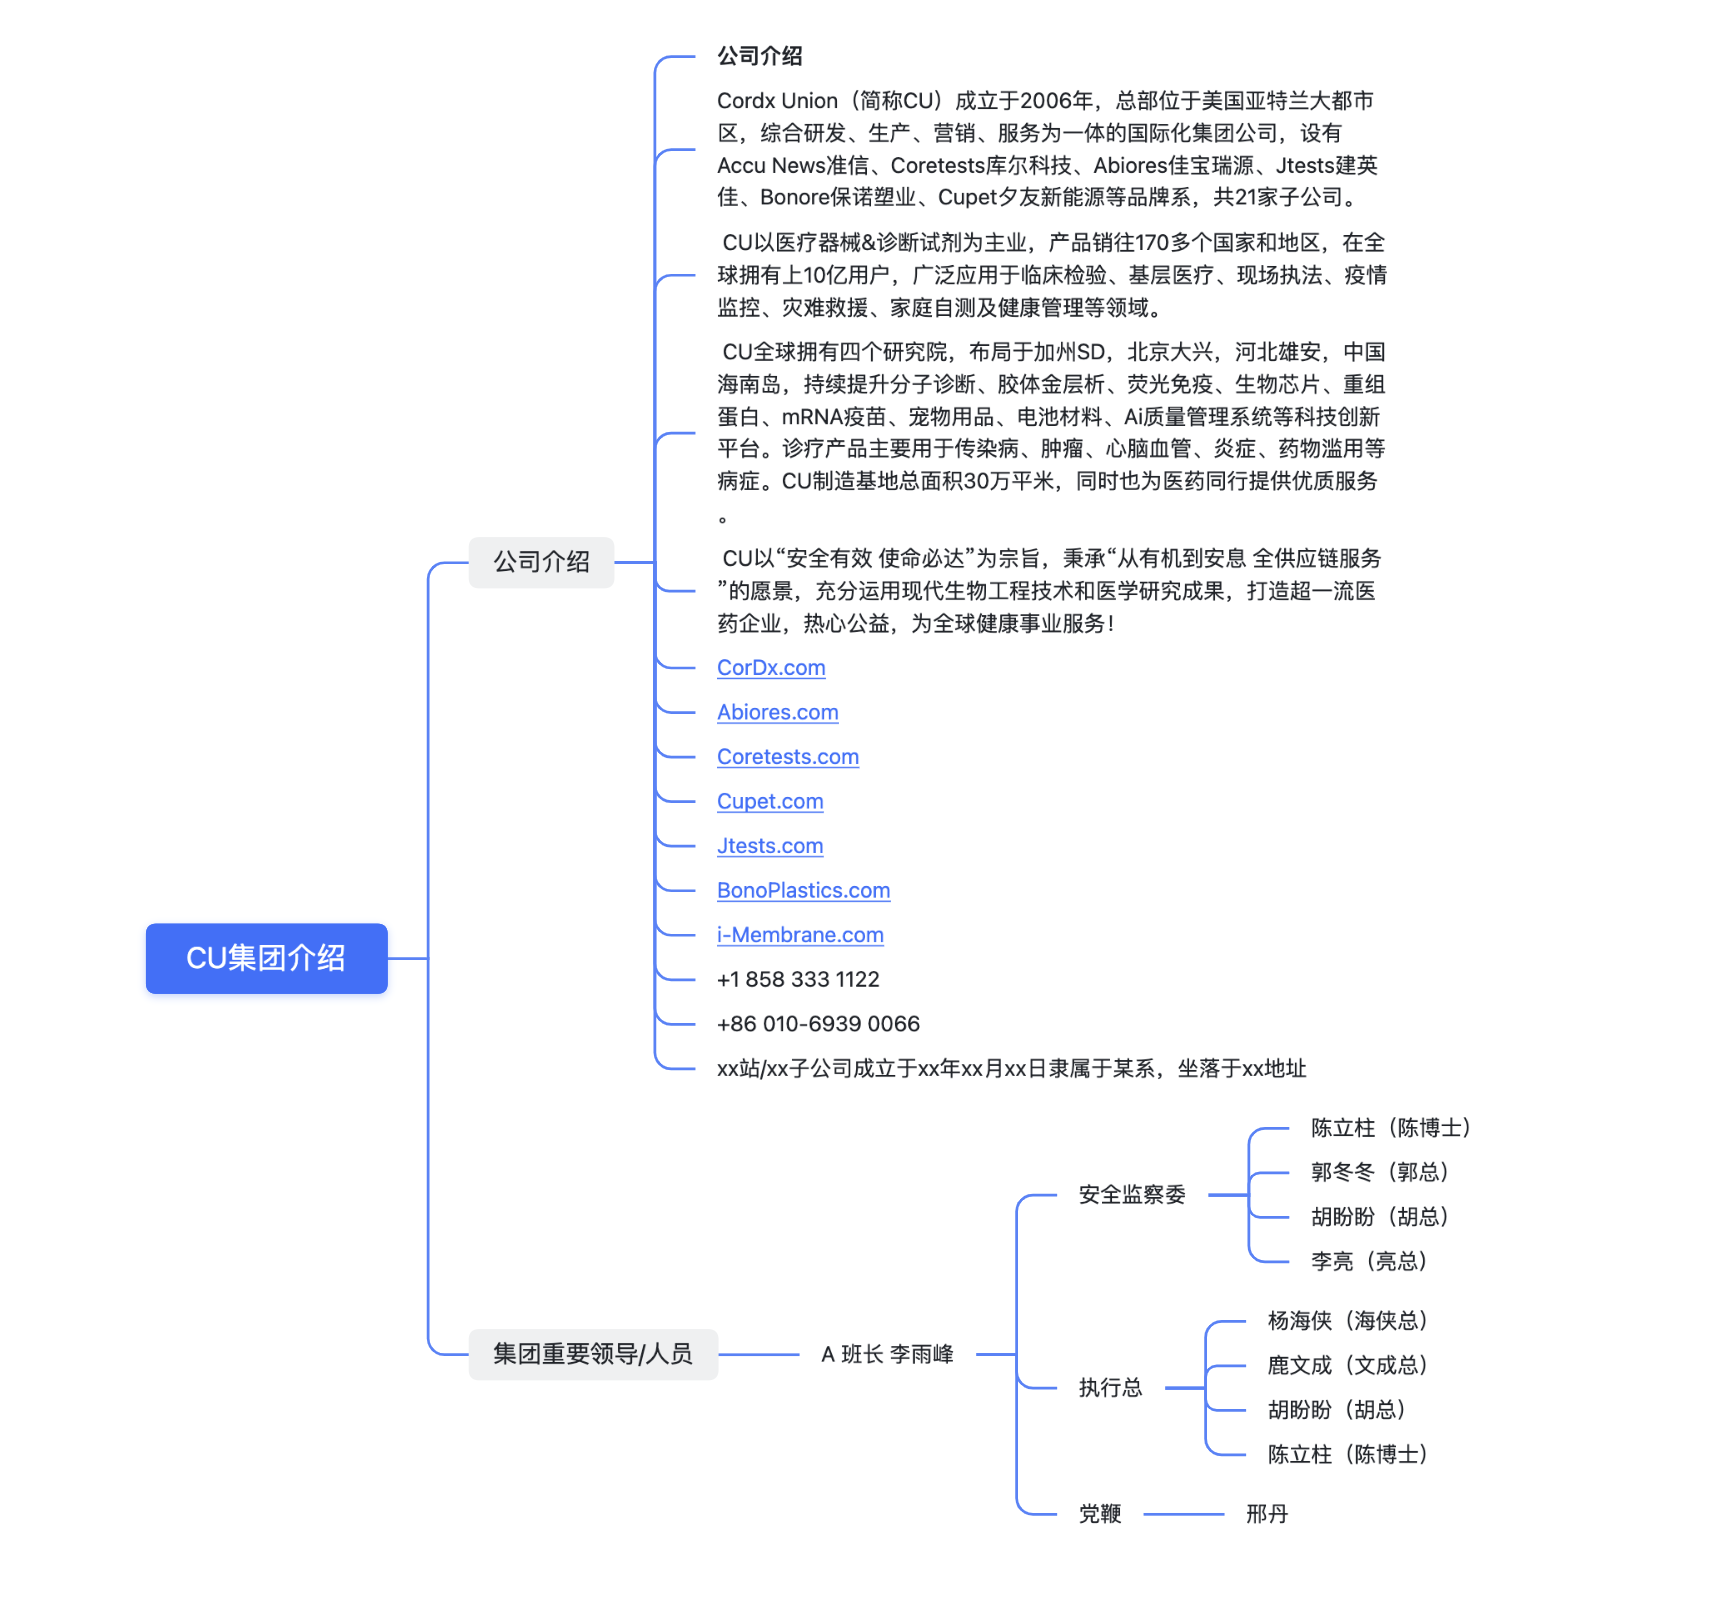 公司介绍
Cordx Union（简称CU）成立于2006年，总部位于美国亚特兰大都市
区，综合研发、生产、营销、服务为一体的国际化集团公司，设有
Accu News准信、Coretests库尔科技、Abiores佳宝瑞源、Jtests建英
佳、Bonore保诺塑业、Cupet夕友新能源等品牌系，共21家子公司。
CU以医疗器械&诊断试剂为主业，产品销往170多个国家和地区，在全
球拥有上10亿用户，广泛应用于临床检验、基层医疗、现场执法、疫情
监控、灾难救援、家庭自测及健康管理等领域。
CU全球拥有四个研究院，布局于加州SD，北京大兴，河北雄安，中国
海南岛，持续提升分子诊断、胶体金层析、荧光免疫、生物芯片、重组
蛋白、mRNA疫苗、宠物用品、电池材料、Ai质量管理系统等科技创新
平台。诊疗产品主要用于传染病、肿瘤、心脑血管、炎症、药物滥用等
病症。CU制造基地总面积30万平米，同时也为医药同行提供优质服务
。
公司介绍
CU以“安全有效 使命必达”为宗旨，秉承“从有机到安息 全供应链服务
”的愿景，充分运用现代生物工程技术和医学研究成果，打造超一流医
药企业，热心公益，为全球健康事业服务！
CorDx.com
Abiores.com
Coretests.com
Cupet.com
Jtests.com
BonoPlastics.com
i-Membrane.com
CU集团介绍
+1 858 333 1122
+86 010-6939 0066
xx站/xx子公司成立于xx年xx月xx日隶属于某系，坐落于xx地址
陈立柱（陈博士）
郭冬冬（郭总）
安全监察委
胡盼盼（胡总）
李亮（亮总）
杨海侠（海侠总）
集团重要领导/人员
A 班长 李雨峰
鹿文成（文成总）
执行总
胡盼盼（胡总）
陈立柱（陈博士）
党鞭
邢丹